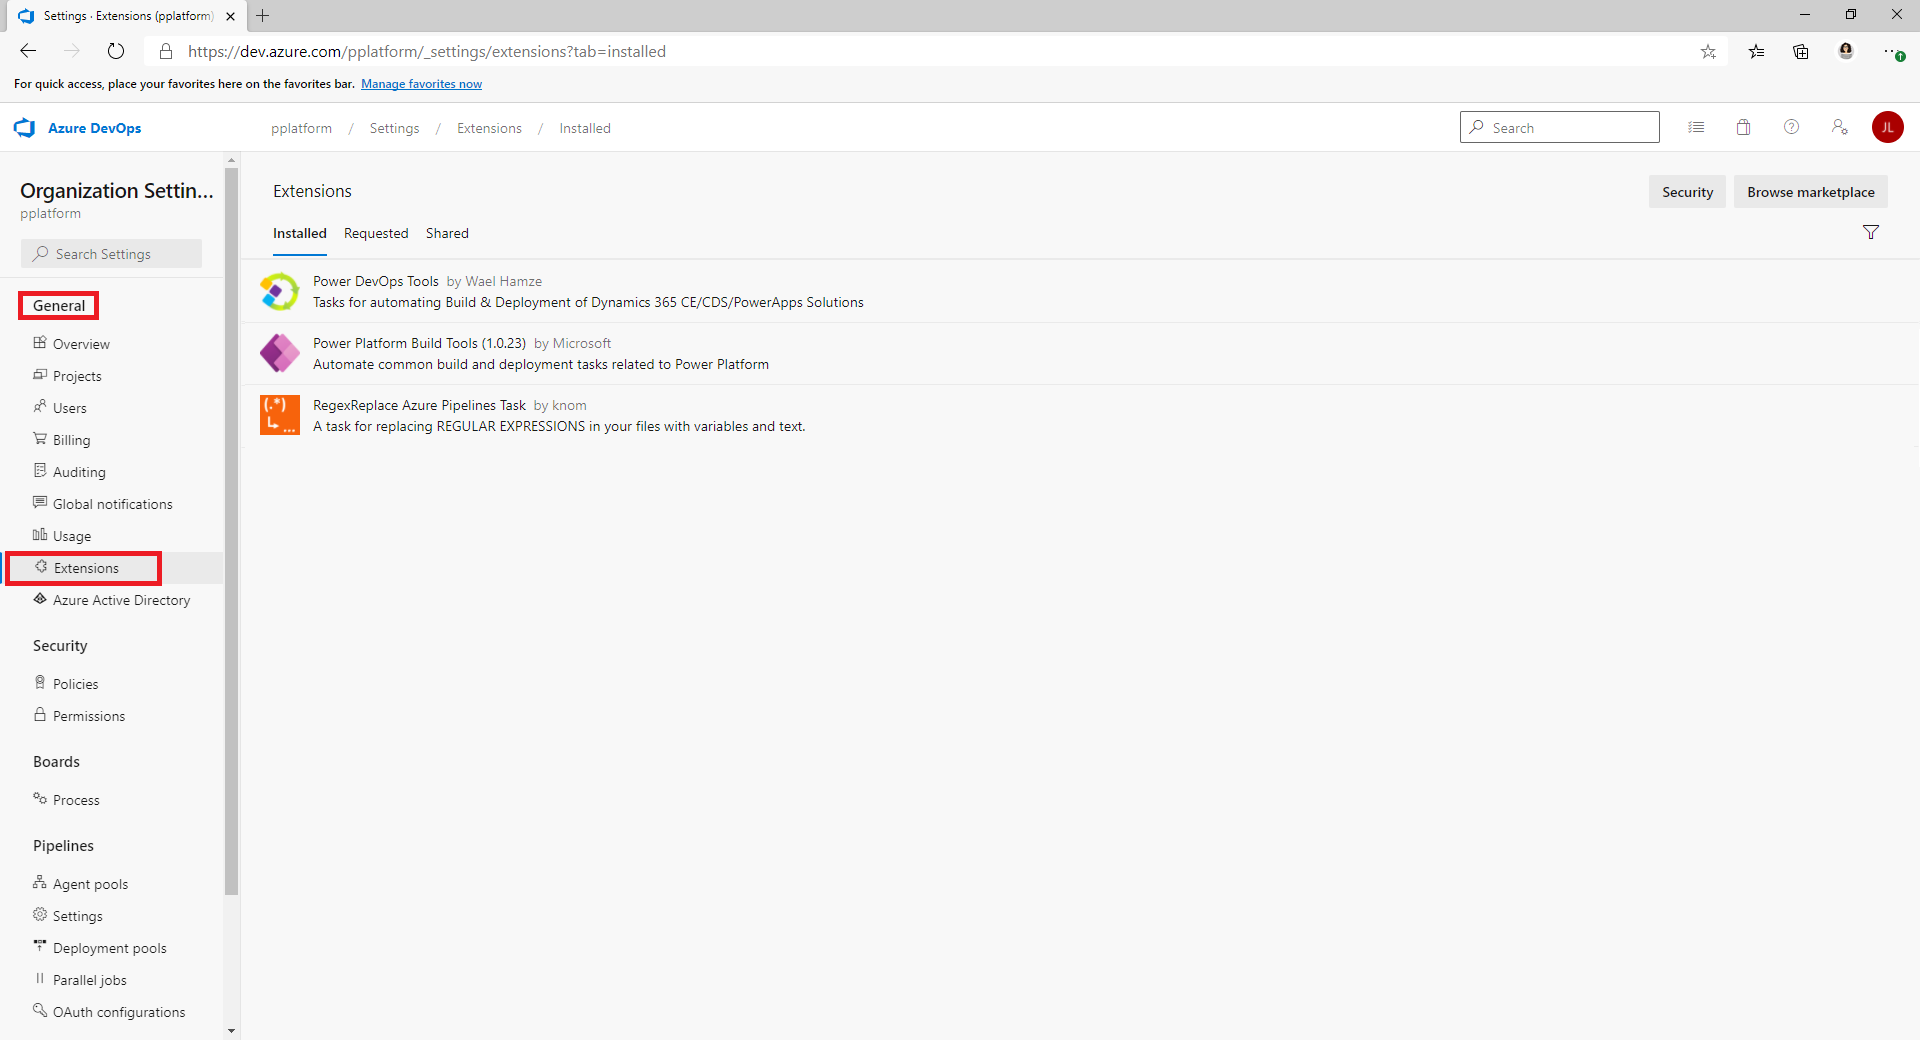 Settings · Extensions (pplatform)
https://dev.azure.com/pplatform/_settings/extensions?tab=installed
For quick access, place your favorites here on the favorites bar. Manage favorites now
Azure DevOps
pplatform / Settings / Extensions / Installed
Search
JL
Organization Settin...
pplatform
Search Settings
General
Overview
Projects
Users
Billing
Auditing
Global notifications
Usage
Extensions
Azure Active Directory
Security
Policies
Permissions
Boards
Process
Pipelines
Agent pools
Settings
Deployment pools
Parallel jobs
OAuth configurations
Extensions
Security
Browse marketplace
Installed Requested Shared
Power DevOps Tools by Wael Hamze
Tasks for automating Build & Deployment of Dynamics 365 CE/CDS/PowerApps Solutions
Power Platform Build Tools (1.0.23) by Microsoft
Automate common build and deployment tasks related to Power Platform
(.*)
...
RegexReplace Azure Pipelines Task by knom
A task for replacing REGULAR EXPRESSIONS in your files with variables and text.